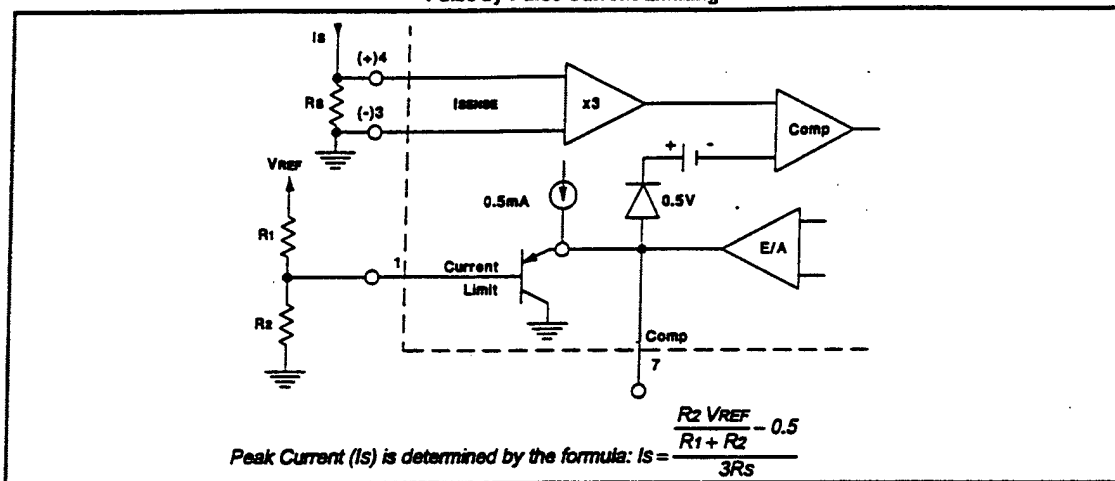 Is
(+)4
Rs
(-)3
ISENSE
x3
Comp
+ -
VREF
0.5mA
0.5V
R1
E/A
1
Current
Limit
R2
Comp
7
Peak Current (Is) is determined by the formula: Is = (R2 VREF / (R1 + R2) - 0.5) / 3Rs